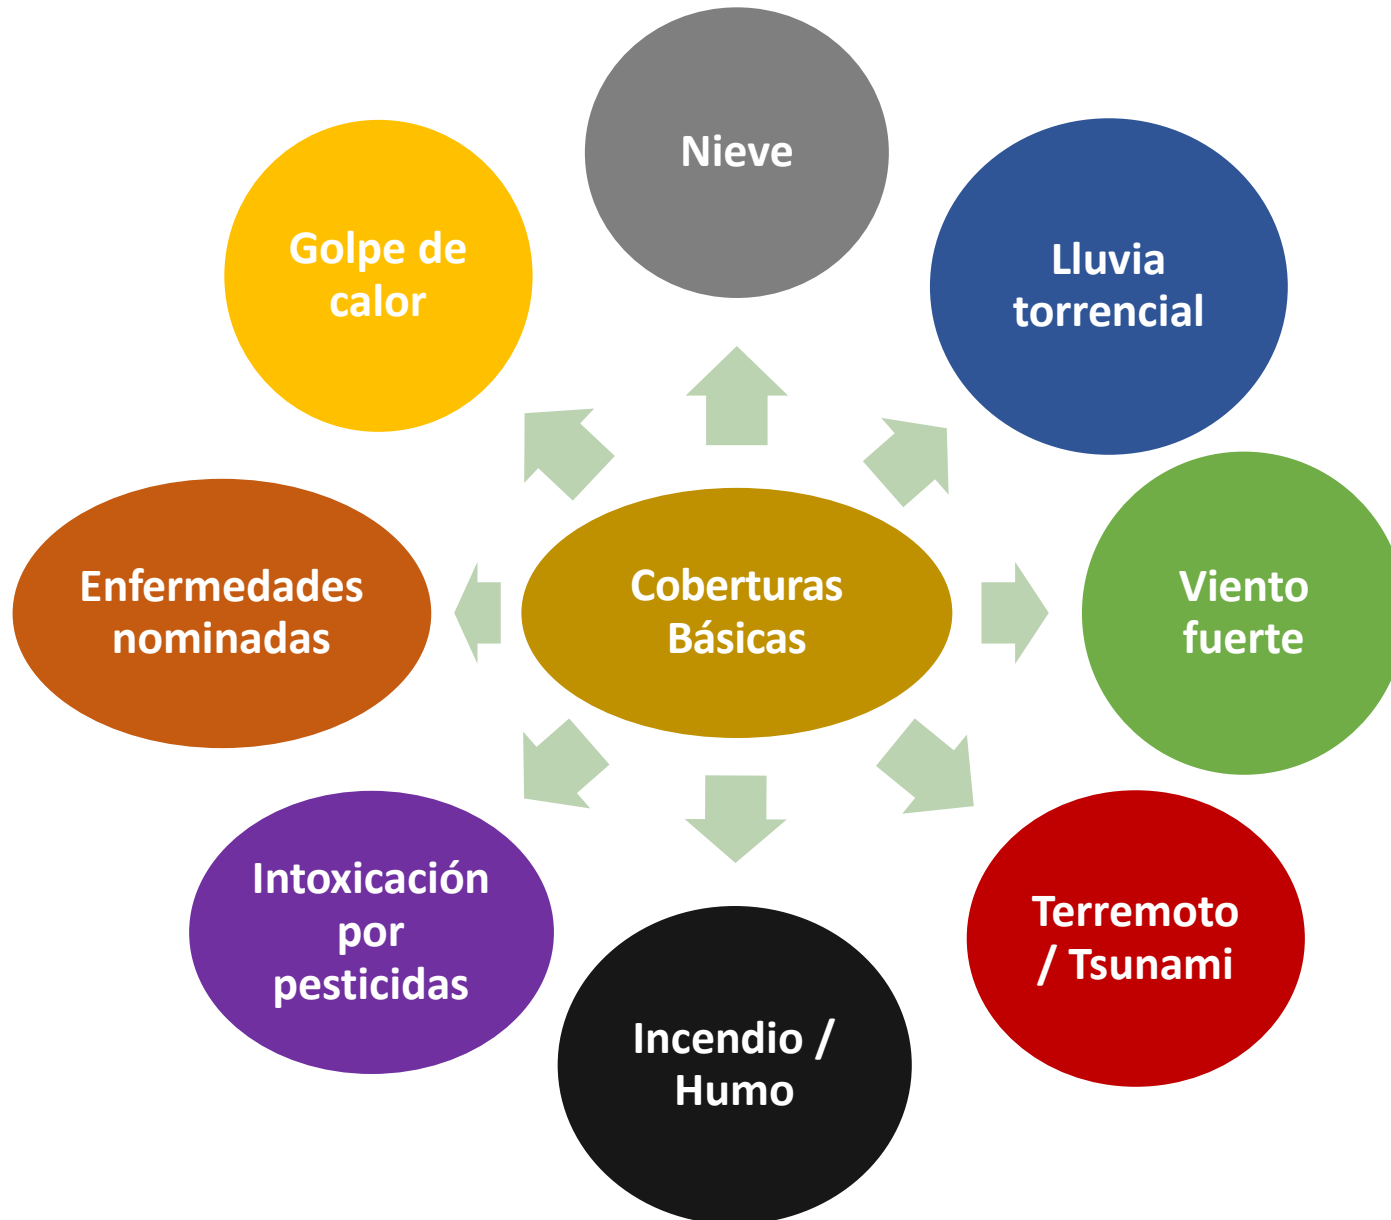 Nieve
Golpe de
calor
Lluvia
torrencial
Enfermedades
nominadas
Coberturas
Básicas
Viento
fuerte
Intoxicación
por
pesticidas
Terremoto
/ Tsunami
Incendio /
Humo